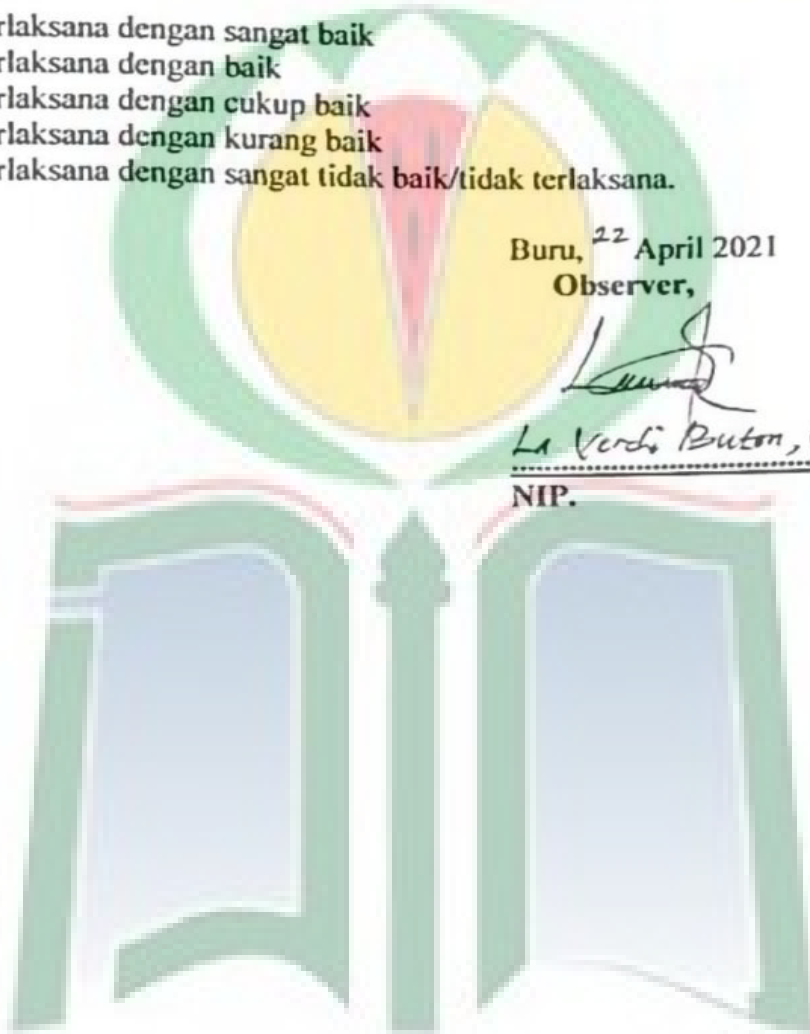 rlaksana dengan sangat baik
rlaksana dengan baik
rlaksana dengan cukup baik
rlaksana dengan kurang baik
rlaksana dengan sangat tidak baik/tidak terlaksana.
Buru, 22 April 2021
Observer,
La Verdi Buton,
NIP.